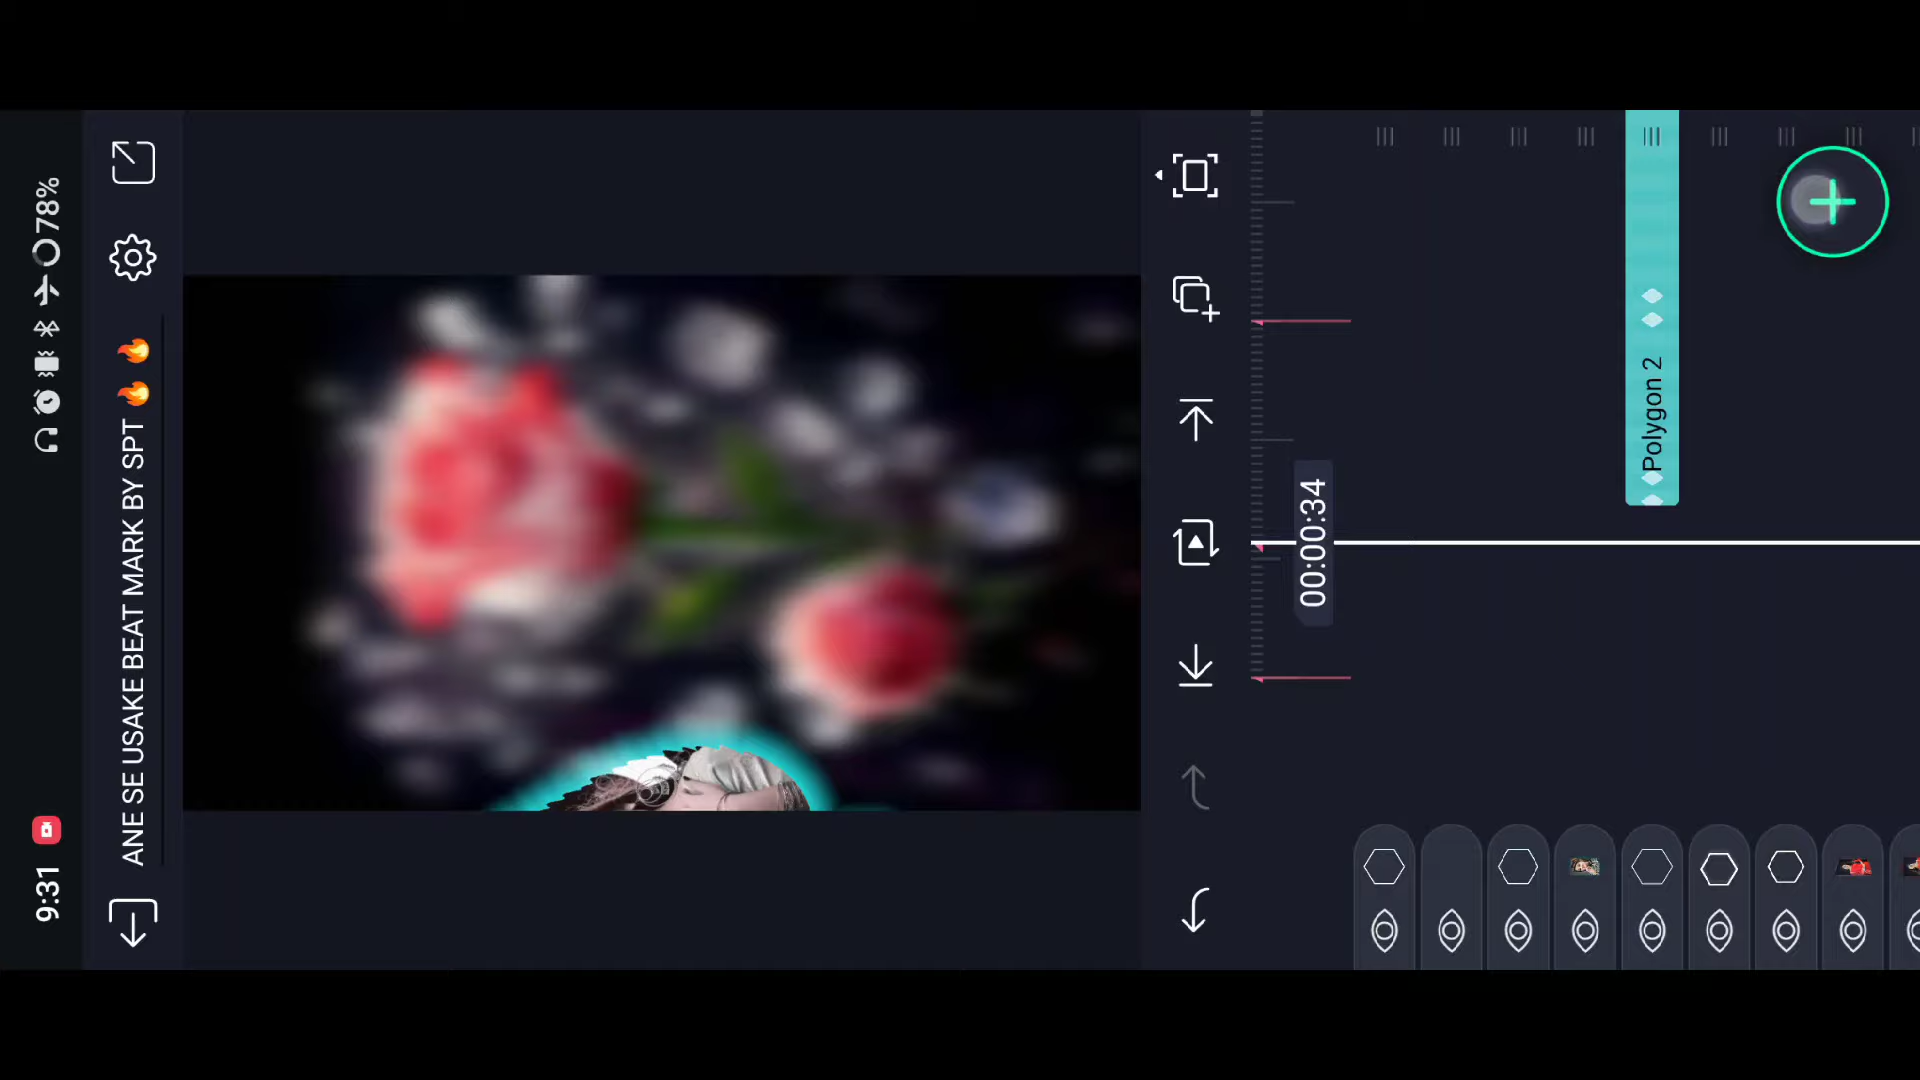 9:31
78%
ANE SE USAKE BEAT MARK BY SPT 🔥🔥
00:00:34
Polygon 2